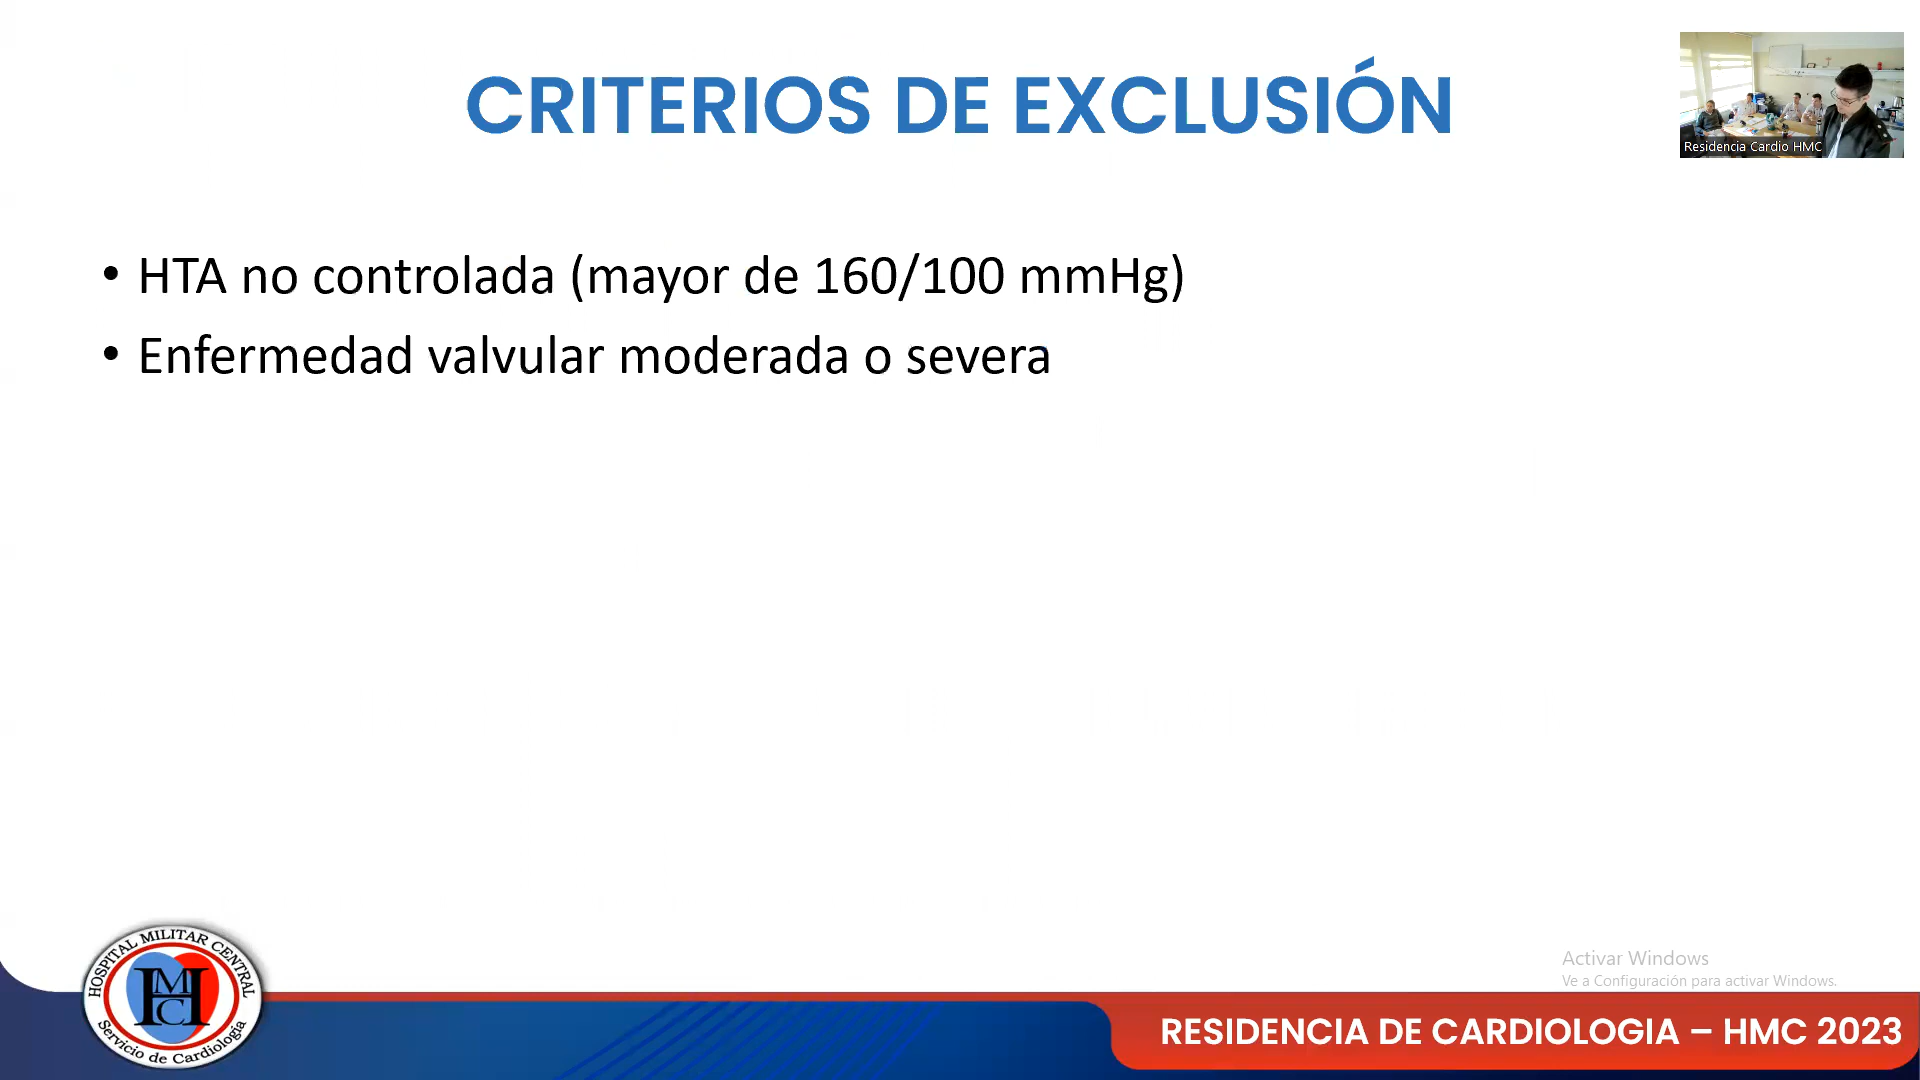 CRITERIOS DE EXCLUSIÓN
Residencia Cardio HMC
• HTA no controlada (mayor de 160/100 mmHg)
• Enfermedad valvular moderada o severa
HOSPITAL MILITAR CENTRAL
HMC
Servicio de Cardiología
Activar Windows
Ve a Configuración para activar Windows.
RESIDENCIA DE CARDIOLOGIA – HMC 2023